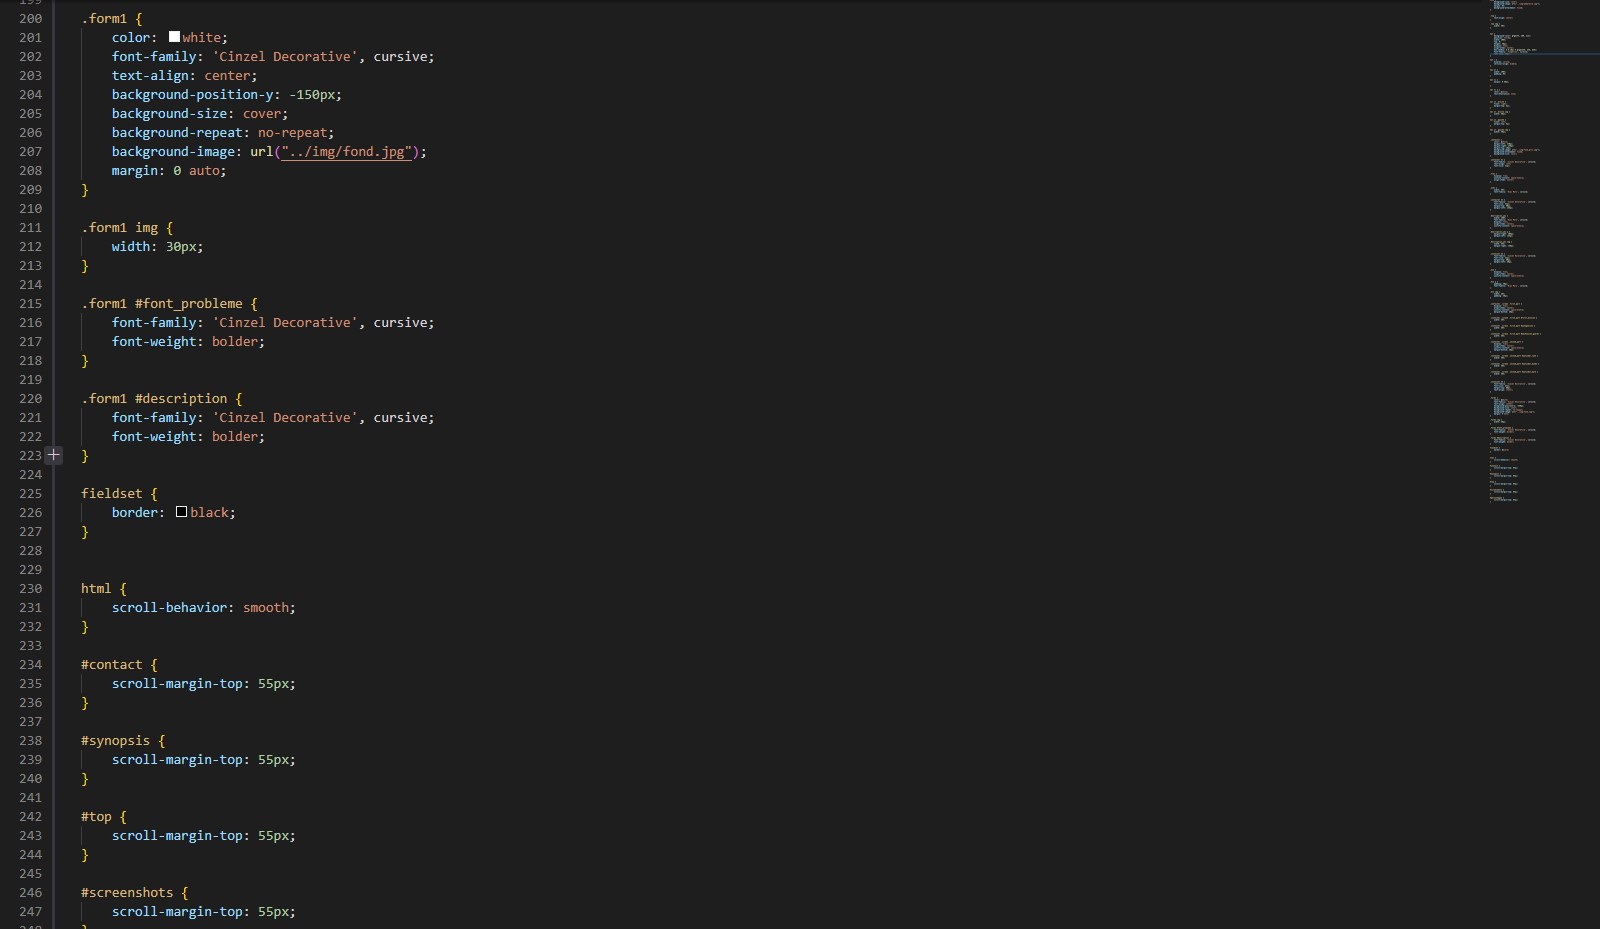 199
200 .form1 {
201 color: white;
202 font-family: 'Cinzel Decorative', cursive;
203 text-align: center;
204 background-position-y: -150px;
205 background-size: cover;
206 background-repeat: no-repeat;
207 background-image: url("../img/fond.jpg");
208 margin: 0 auto;
209 }
210
211 .form1 img {
212 width: 30px;
213 }
214
215 .form1 #font_probleme {
216 font-family: 'Cinzel Decorative', cursive;
217 font-weight: bolder;
218 }
219
220 .form1 #description {
221 font-family: 'Cinzel Decorative', cursive;
222 font-weight: bolder;
223 }
224
225 fieldset {
226 border: black;
227 }
228
229
230 html {
231 scroll-behavior: smooth;
232 }
233
234 #contact {
235 scroll-margin-top: 55px;
236 }
237
238 #synopsis {
239 scroll-margin-top: 55px;
240 }
241
242 #top {
243 scroll-margin-top: 55px;
244 }
245
246 #screenshots {
247 scroll-margin-top: 55px;
248 }